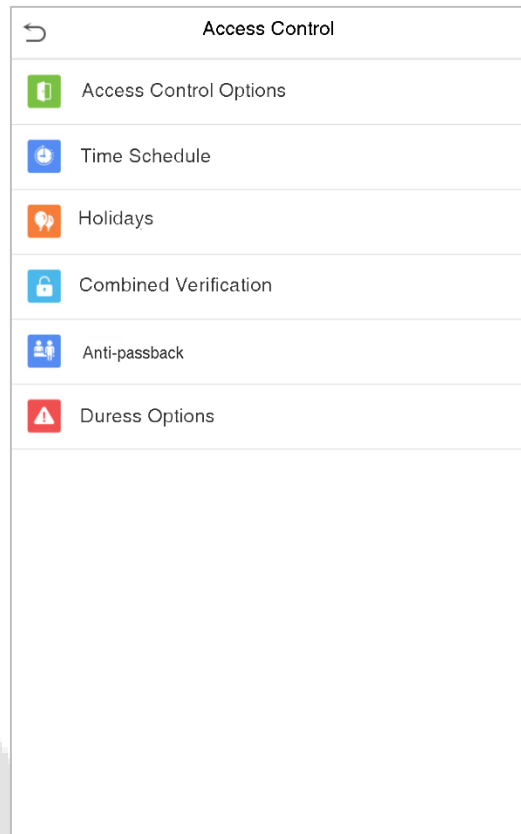 Access Control
Access Control Options
Time Schedule
Holidays
Combined Verification
Anti-passback
Duress Options